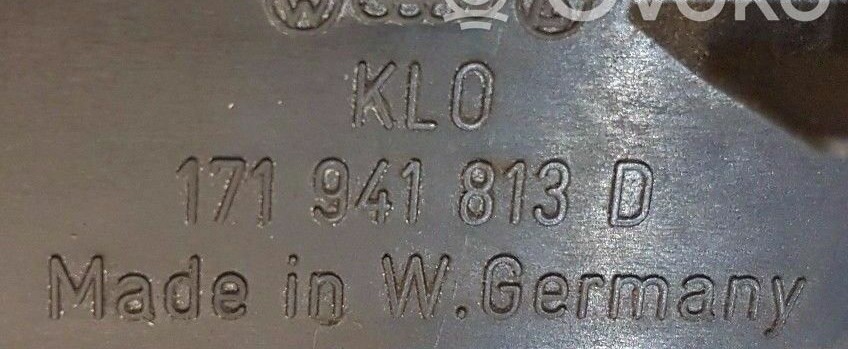 KLO
171 941 813 D
Made in W. Germany